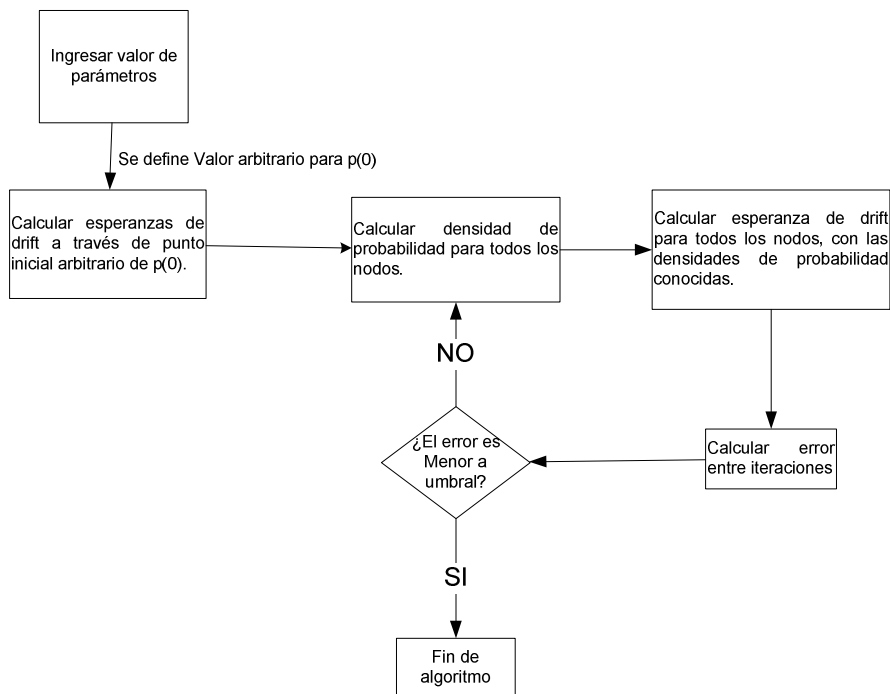 Ingresar valor de
parámetros
Se define Valor arbitrario para p(0)
Calcular esperanzas de
drift a través de punto
inicial arbitrario de p(0).
Calcular densidad de
probabilidad para todos los
nodos.
Calcular esperanza de drift
para todos los nodos, con las
densidades de probabilidad
conocidas.
Calcular error
entre iteraciones
¿El error es
Menor a
umbral?
NO
SI
Fin de
algoritmo